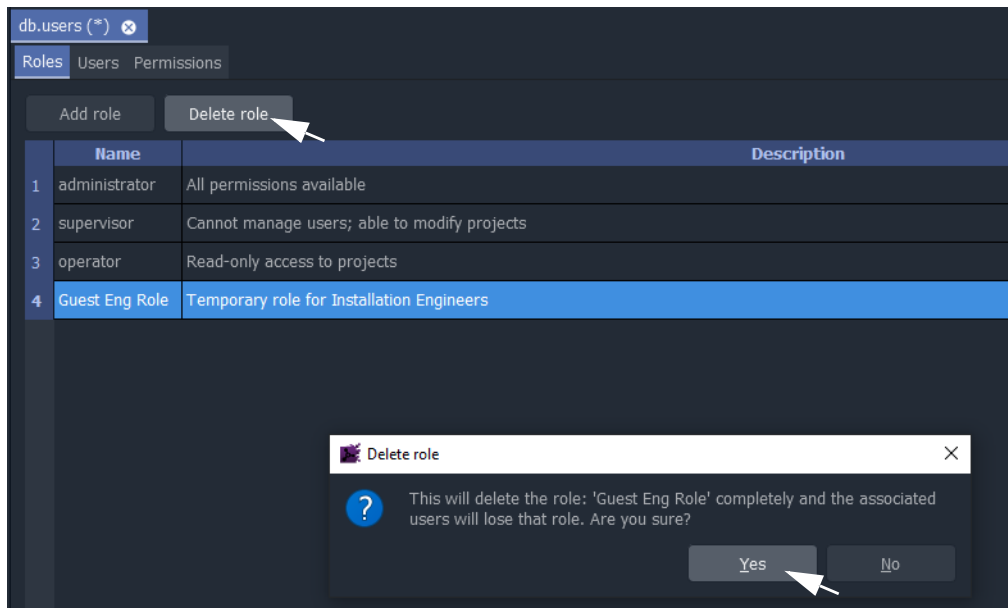 db.users (*)
Roles Users Permissions
Add role Delete role
Name Description
1 administrator All permissions available
2 supervisor Cannot manage users; able to modify projects
3 operator Read-only access to projects
4 Guest Eng Role Temporary role for Installation Engineers
Delete role
This will delete the role: 'Guest Eng Role' completely and the associated
users will lose that role. Are you sure?
Yes No